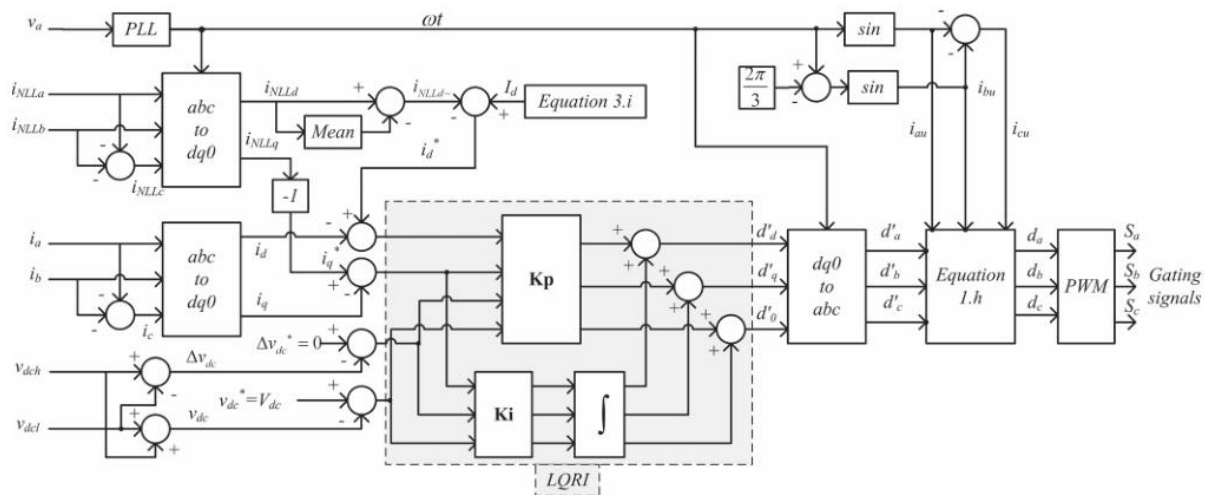 v_a
PLL
ωt
sin
2π/3
sin
i_bu
i_au
i_cu
i_NLLa
i_NLLb
i_NLLc
abc to dq0
i_NLLd
Mean
i_NLLd~
I_d
Equation 3.i
i_NLLq
i_d*
-1
i_a
i_b
i_c
abc to dq0
i_d
i_q*
i_q
Δv_dc* = 0
v_dch
Δv_dc
v_dc*=V_dc
v_dcl
v_dc
Kp
Ki
∫
LQRI
d'_d
d'_q
d'_0
dq0 to abc
d'_a
d'_b
d'_c
Equation 1.h
d_a
d_b
d_c
PWM
S_a
S_b
S_c
Gating signals